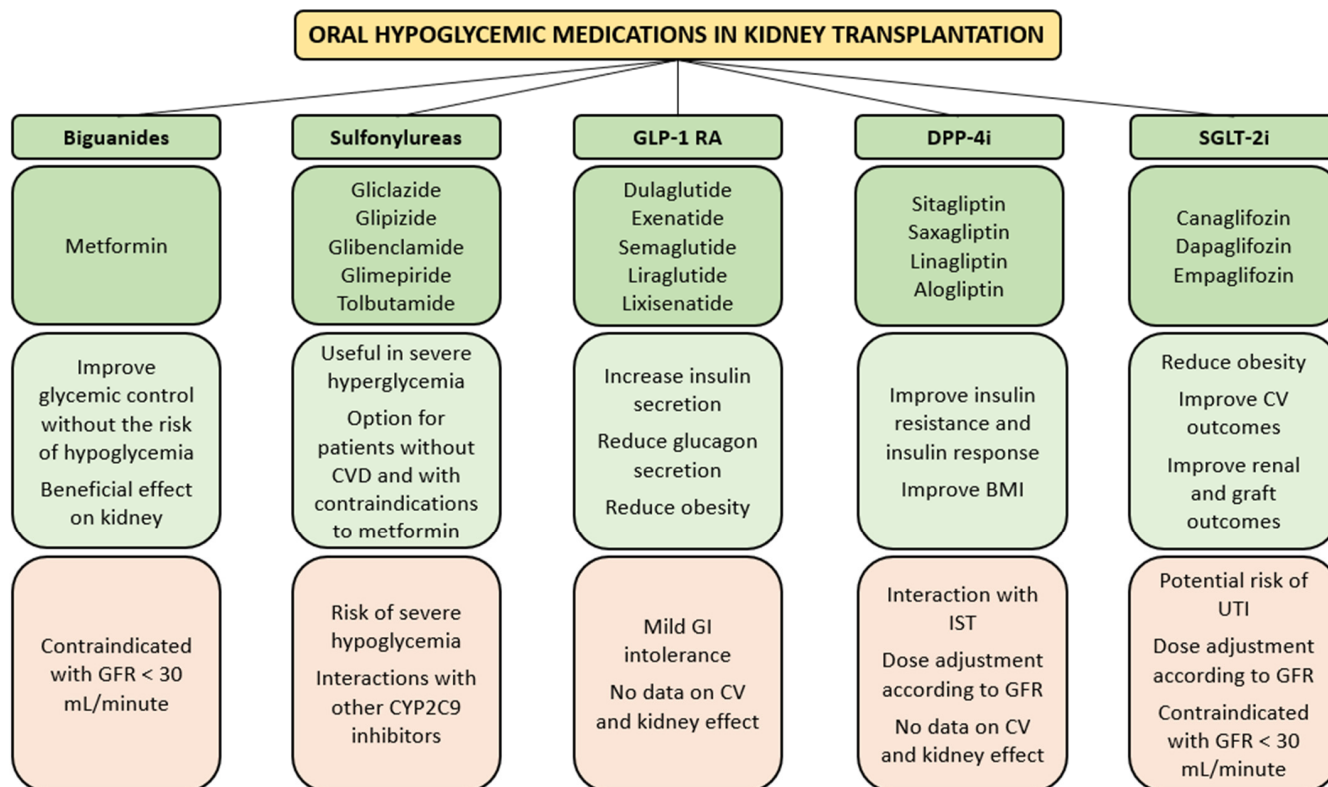 ORAL HYPOGLYCEMIC MEDICATIONS IN KIDNEY TRANSPLANTATION
Biguanides
Metformin
Improve
glycemic control
without the risk
of hypoglycemia
Beneficial effect
on kidney
Contraindicated
with GFR < 30
mL/minute
Sulfonylureas
Gliclazide
Glipizide
Glibenclamide
Glimepiride
Tolbutamide
Useful in severe
hyperglycemia
Option for
patients without
CVD and with
contraindications
to metformin
Risk of severe
hypoglycemia
Interactions with
other CYP2C9
inhibitors
GLP-1 RA
Dulaglutide
Exenatide
Semaglutide
Liraglutide
Lixisenatide
Increase insulin
secretion
Reduce glucagon
secretion
Reduce obesity
Mild GI
intolerance
No data on CV
and kidney effect
DPP-4i
Sitagliptin
Saxagliptin
Linagliptin
Alogliptin
Improve insulin
resistance and
insulin response
Improve BMI
Interaction with
IST
Dose adjustment
according to GFR
No data on CV
and kidney effect
SGLT-2i
Canaglifozin
Dapaglifozin
Empaglifozin
Reduce obesity
Improve CV
outcomes
Improve renal
and graft
outcomes
Potential risk of
UTI
Dose adjustment
according to GFR
Contraindicated
with GFR < 30
mL/minute